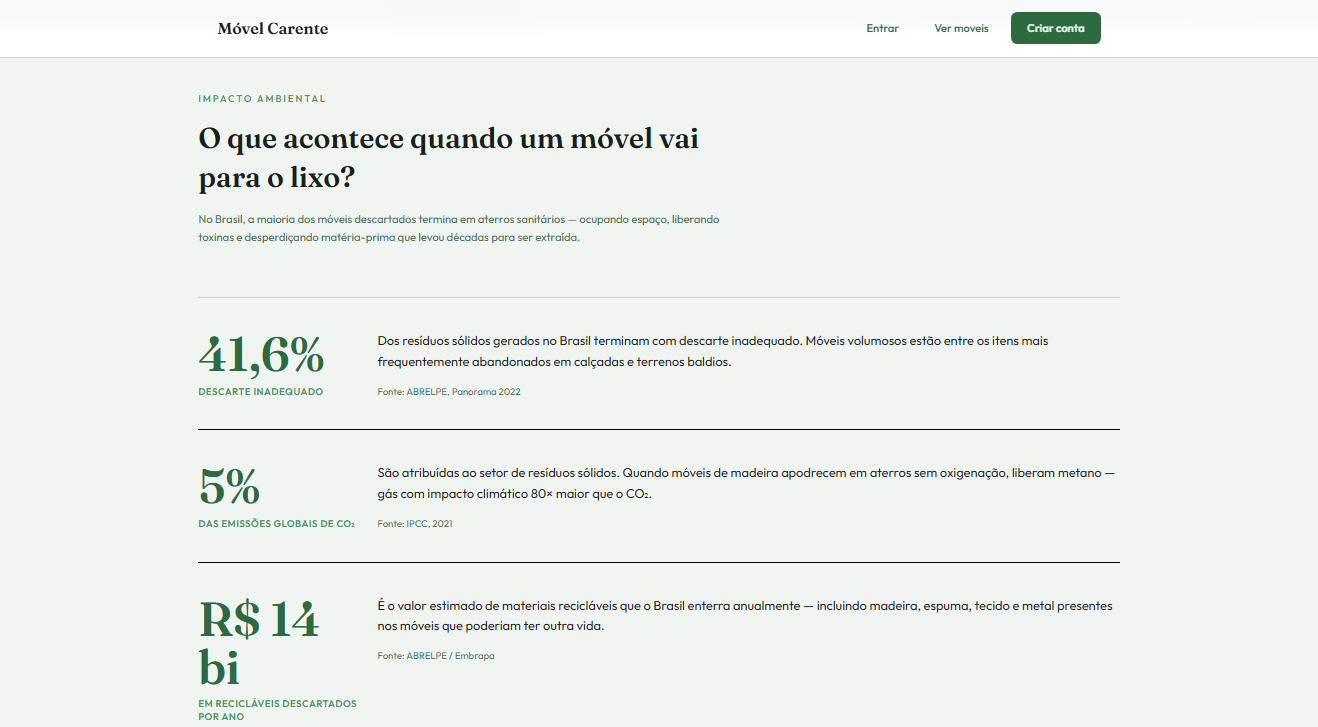 Móvel Carente
Entrar
Ver moveis
Criar conta
IMPACTO AMBIENTAL
O que acontece quando um móvel vai
para o lixo?
No Brasil, a maioria dos móveis descartados termina em aterros sanitários — ocupando espaço, liberando
toxinas e desperdiçando matéria-prima que levou décadas para ser extraída.
41,6%
DESCARTE INADEQUADO
Dos resíduos sólidos gerados no Brasil terminam com descarte inadequado. Móveis volumosos estão entre os itens mais
frequentemente abandonados em calçadas e terrenos baldios.
Fonte: ABRELPE, Panorama 2022
5%
DAS EMISSÕES GLOBAIS DE CO₂
São atribuídas ao setor de resíduos sólidos. Quando móveis de madeira apodrecem em aterros sem oxigenação, liberam metano —
gás com impacto climático 80× maior que o CO₂.
Fonte: IPCC, 2021
R$ 14
bi
EM RECICLÁVEIS DESCARTADOS
POR ANO
É o valor estimado de materiais recicláveis que o Brasil enterra anualmente — incluindo madeira, espuma, tecido e metal presentes
nos móveis que poderiam ter outra vida.
Fonte: ABRELPE / Embrapa